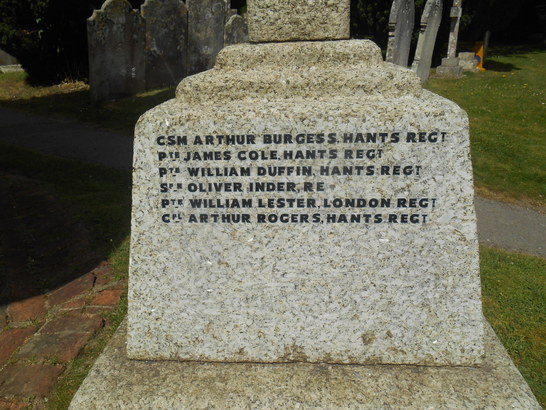 CSM ARTHUR BURGESS, HANTS REGT
PTE JAMES COLE, HANTS REGT
PTE WILLIAM DUFFIN, HANTS REGT
SPR OLIVER INDER, RE
PTE WILLIAM LESTER, LONDON REGT
CPL ARTHUR ROGERS, HANTS REGT